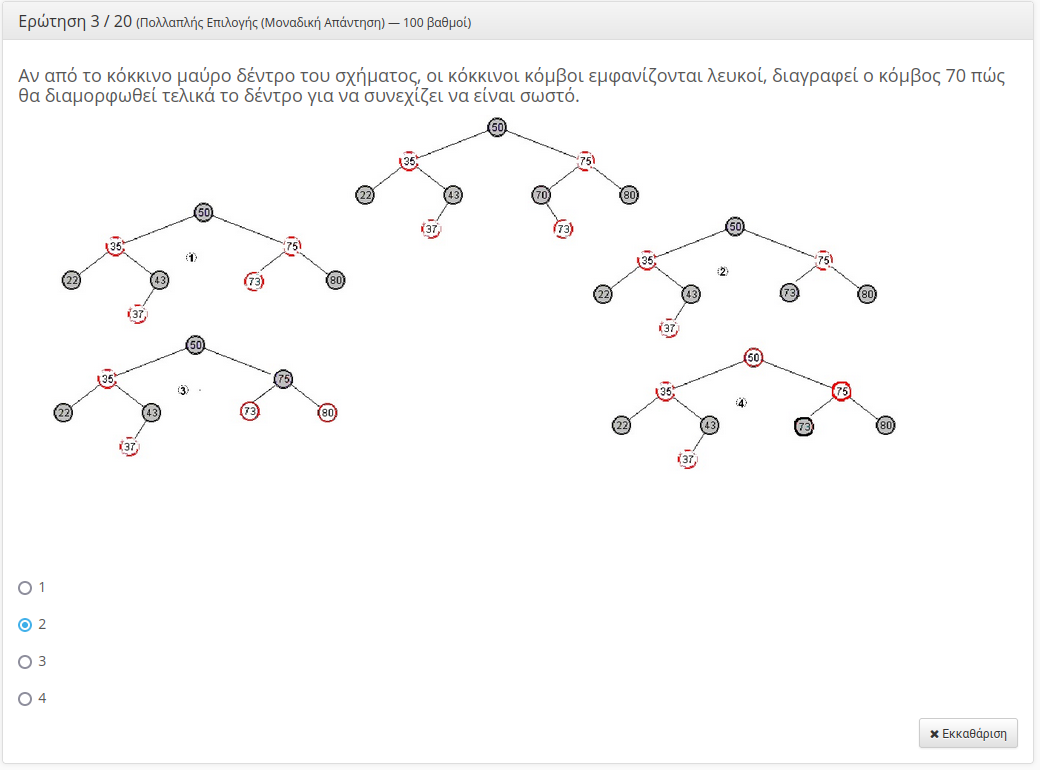 Ερώτηση 3 / 20 (Πολλαπλής Επιλογής (Μοναδική Απάντηση) — 100 βαθμοί)
Αν από το κόκκινο μαύρο δέντρο του σχήματος, οι κόκκινοι κόμβοι εμφανίζονται λευκοί, διαγραφεί ο κόμβος 70 πώς
θα διαμορφωθεί τελικά το δέντρο για να συνεχίζει να είναι σωστό.
50
35 75
22 43 70 80
37 73
50
35 1 75
22 43 73 80
37
50
35 2 75
22 43 73 80
37
50
35 3 75
22 43 73 80
37
50
35 4 75
22 43 73 80
37
1
2
3
4
✖ Εκκαθάριση